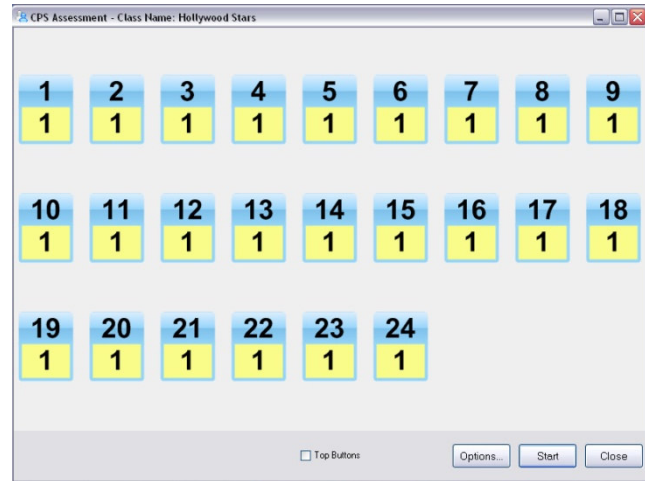 CPS Assessment - Class Name: Hollywood Stars
1 2 3 4 5 6 7 8 9
1 1 1 1 1 1 1 1 1
10 11 12 13 14 15 16 17 18
1 1 1 1 1 1 1 1 1
19 20 21 22 23 24
1 1 1 1 1 1
Top Buttons Options... Start Close